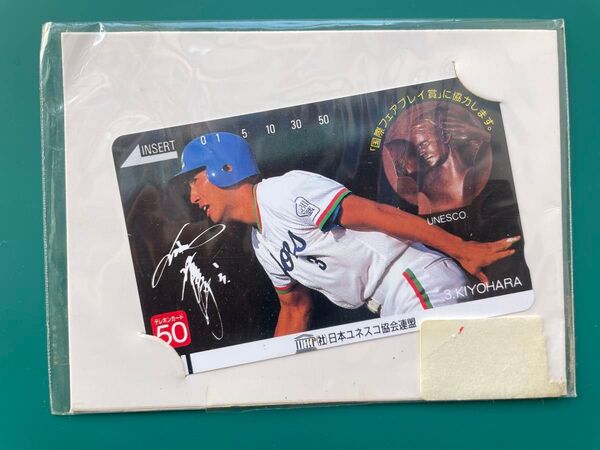 INSERT
0 1 5 10 30 50
「国際フェアプレイ賞」に協力します。
UNESCO
3
3. KIYOHARA
テレホンカード
50
(社)日本ユネスコ協会連盟